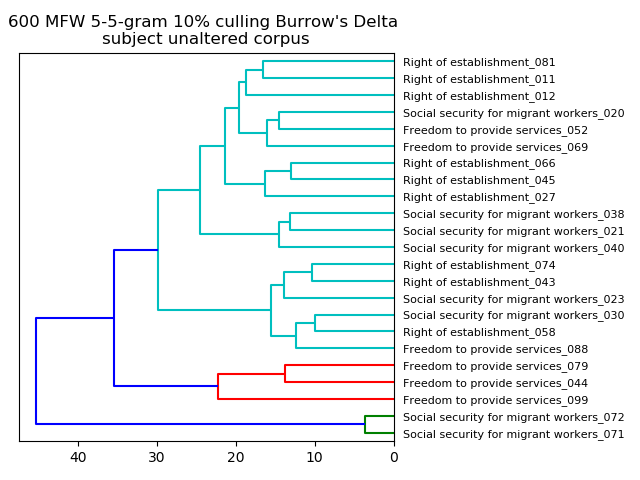 600 MFW 5-5-gram 10% culling Burrow's Delta
subject unaltered corpus
Right of establishment_081
Right of establishment_011
Right of establishment_012
Social security for migrant workers_020
Freedom to provide services_052
Freedom to provide services_069
Right of establishment_066
Right of establishment_045
Right of establishment_027
Social security for migrant workers_038
Social security for migrant workers_021
Social security for migrant workers_040
Right of establishment_074
Right of establishment_043
Social security for migrant workers_023
Social security for migrant workers_030
Right of establishment_058
Freedom to provide services_088
Freedom to provide services_079
Freedom to provide services_044
Freedom to provide services_099
Social security for migrant workers_072
Social security for migrant workers_071
40 30 20 10 0